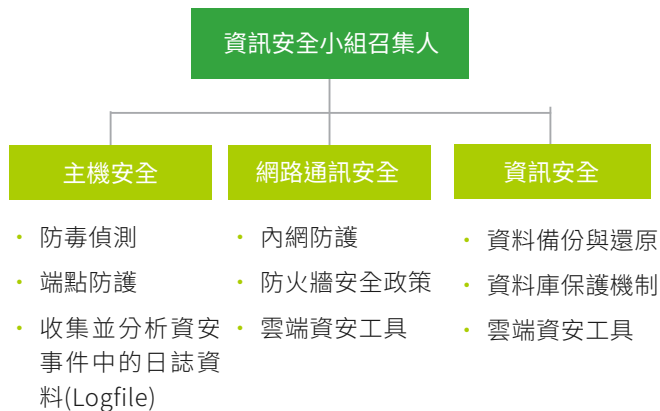 資訊安全小組召集人
主機安全
• 防毒偵測
• 端點防護
• 收集並分析資安
事件中的日誌資
料(Logfile)
網路通訊安全
• 內網防護
• 防火牆安全政策
• 雲端資安工具
資訊安全
• 資料備份與還原
• 資料庫保護機制
• 雲端資安工具